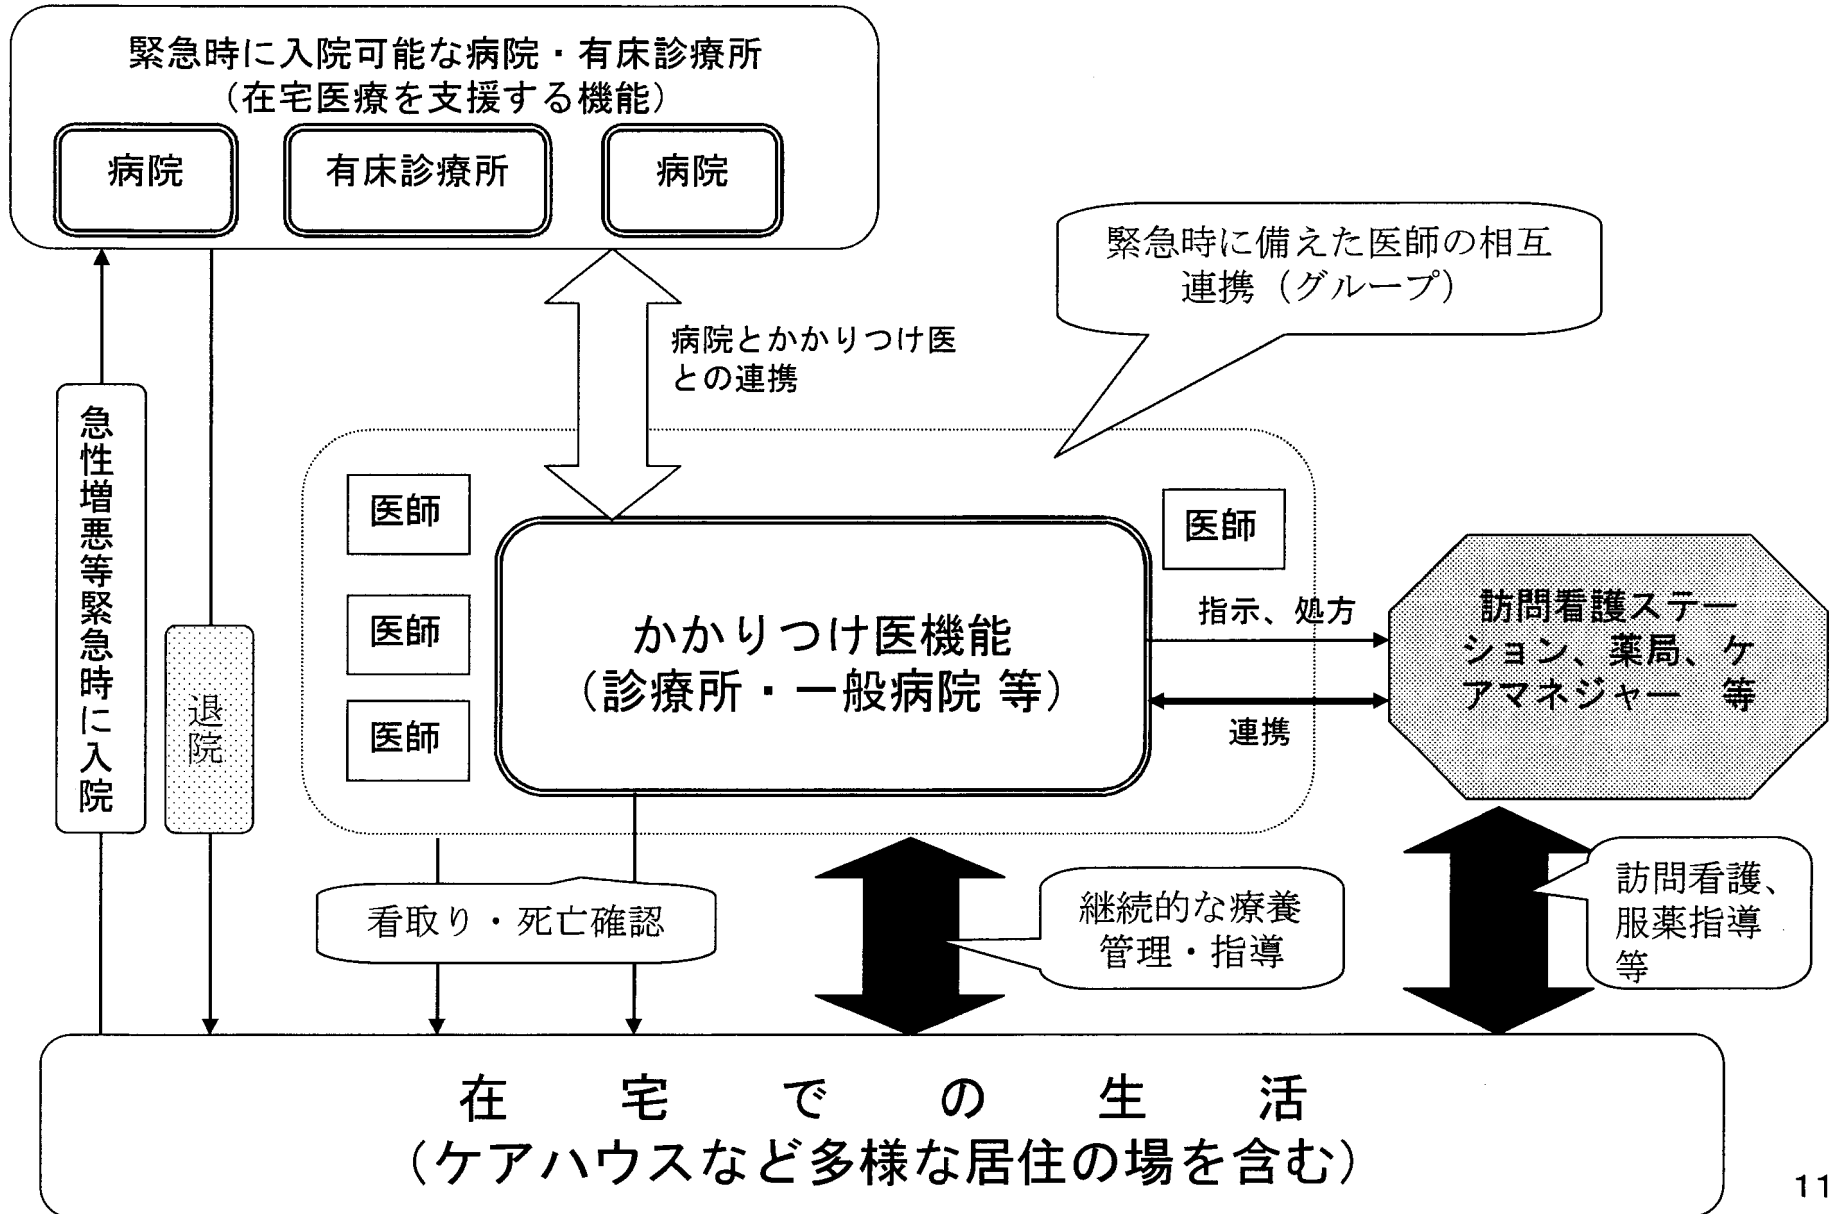 緊急時に入院可能な病院・有床診療所
（在宅医療を支援する機能）
病院
有床診療所
病院
緊急時に備えた医師の相互
連携（グループ）
病院とかかりつけ医
との連携
急性増悪等緊急時に入院
退院
医師
医師
医師
医師
かかりつけ医機能
（診療所・一般病院 等）
指示、処方
連携
訪問看護ステー
ション、薬局、ケ
アマネジャー 等
看取り・死亡確認
継続的な療養
管理・指導
訪問看護、
服薬指導
等
在宅での生活
（ケアハウスなど多様な居住の場を含む）
11